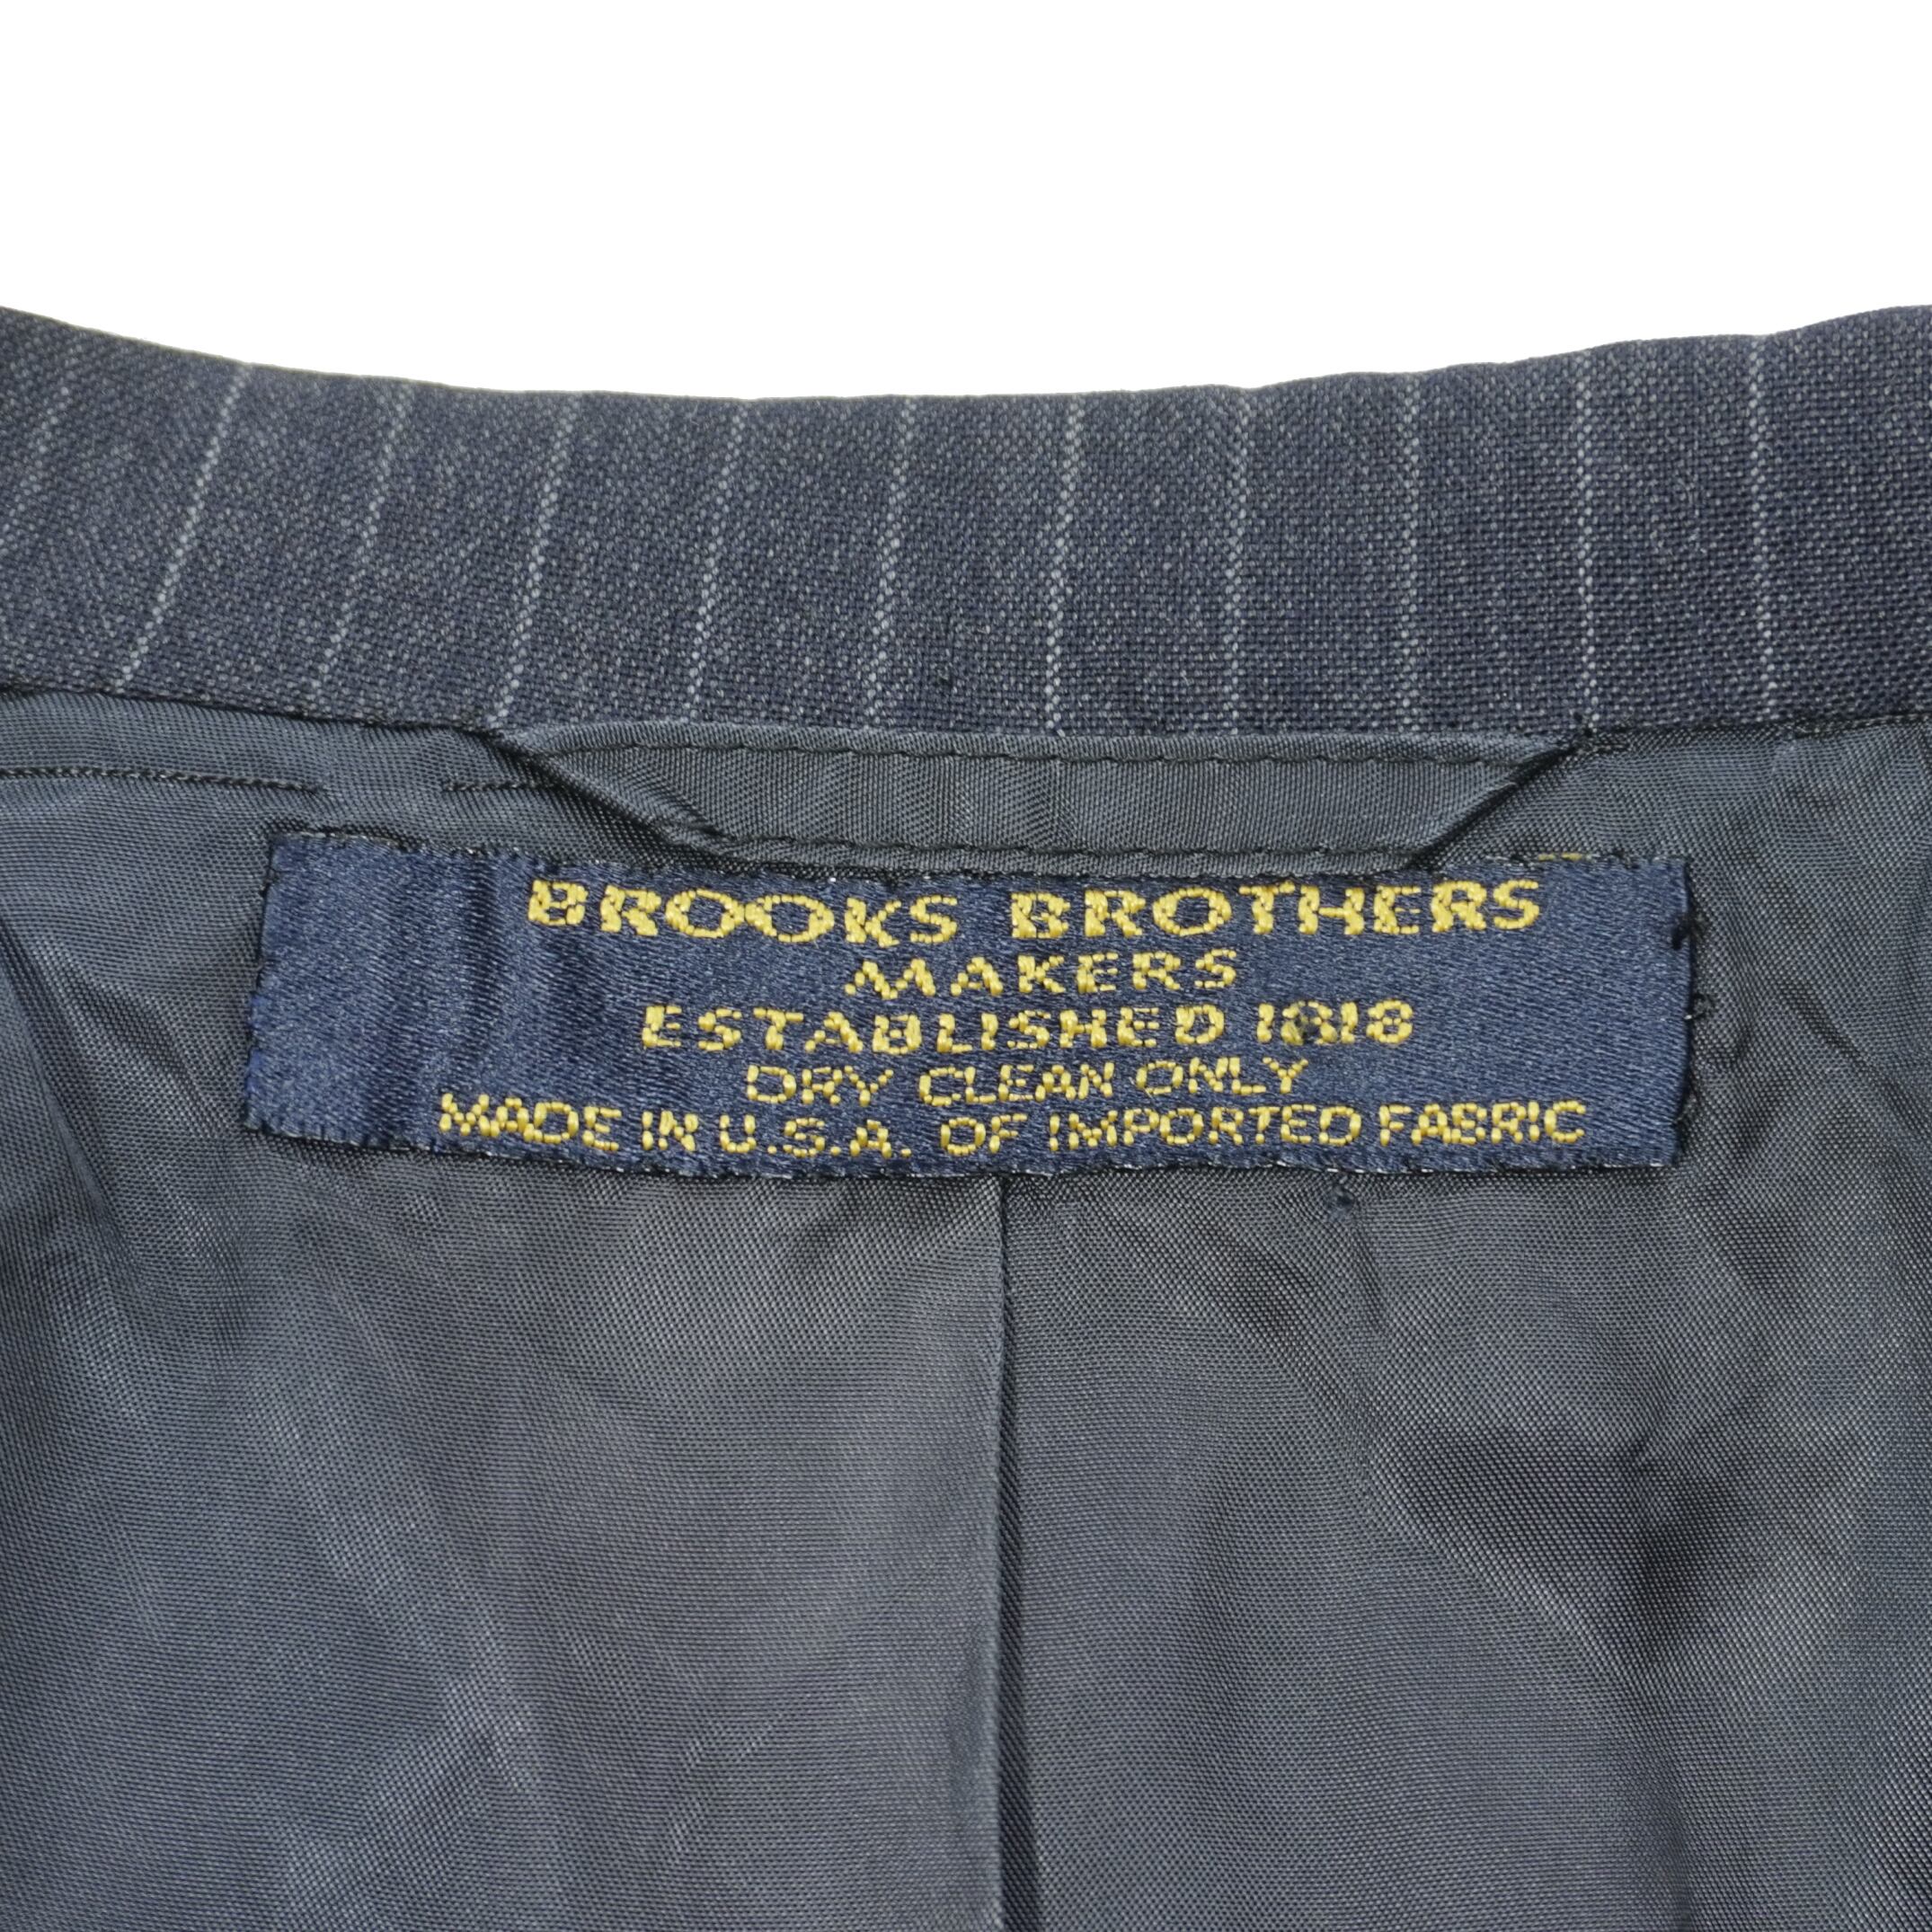 BROOKS BROTHERS
MAKERS
ESTABLISHED 1818
DRY CLEAN ONLY
MADE IN U.S.A. OF IMPORTED FABRIC